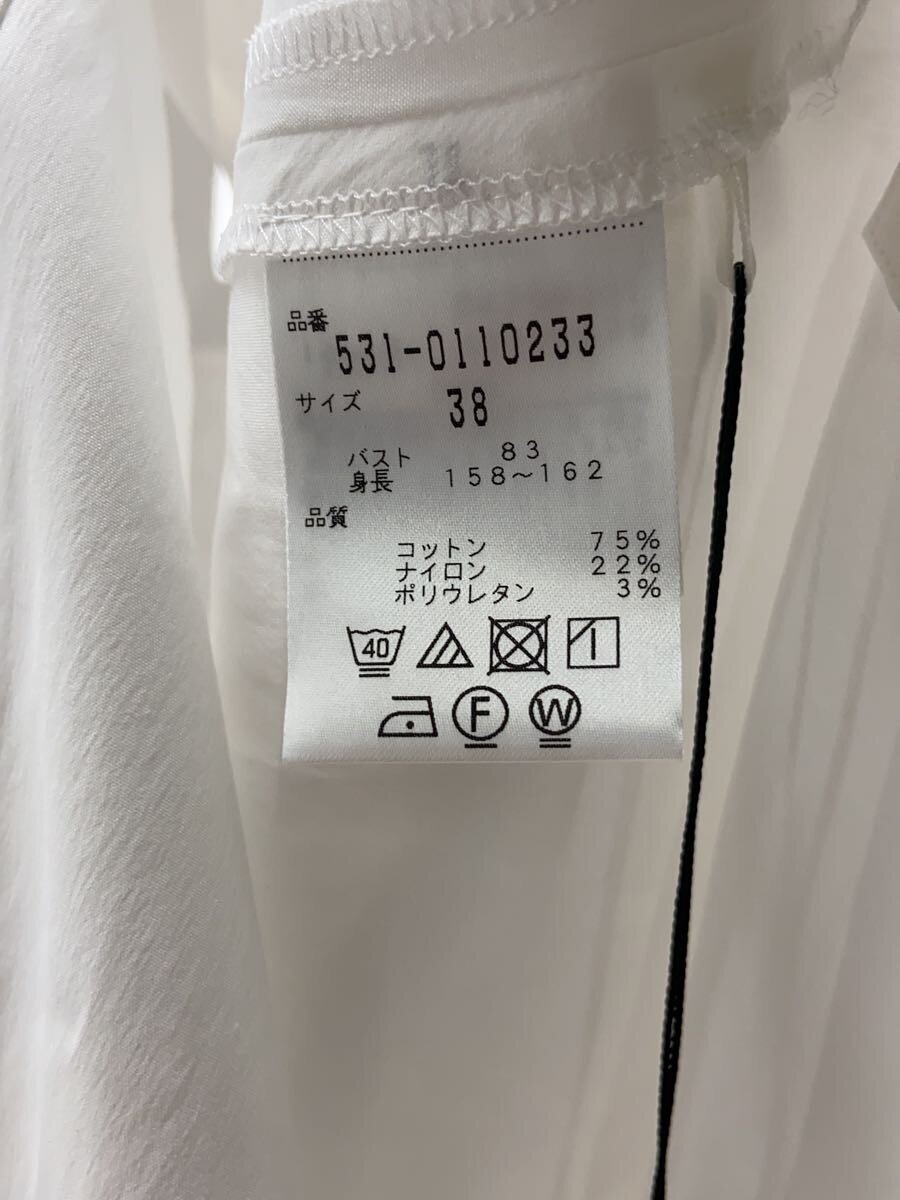 品番
531-0110233
サイズ 38
バスト 83
身長 158～162
品質
コットン 75%
ナイロン 22%
ポリウレタン 3%
40
F W